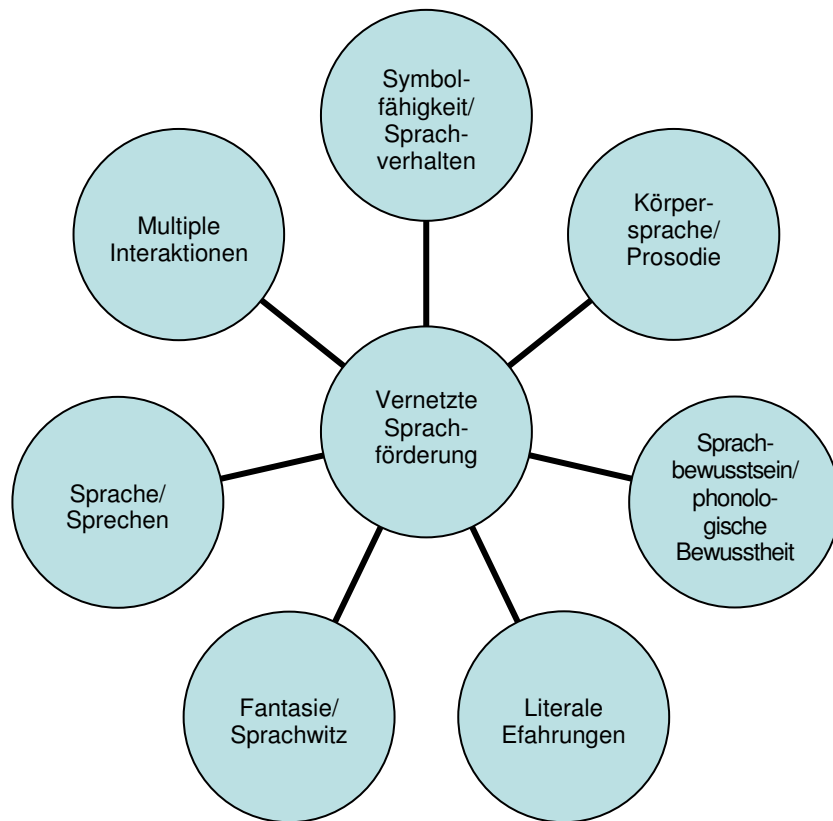 Symbol-
fähigkeit/
Sprach-
verhalten
Multiple
Interaktionen
Körper-
sprache/
Prosodie
Vernetzte
Sprach-
förderung
Sprache/
Sprechen
Sprach-
bewusstsein/
phonolo-
gische
Bewusstheit
Fantasie/
Sprachwitz
Literale
Efahrungen